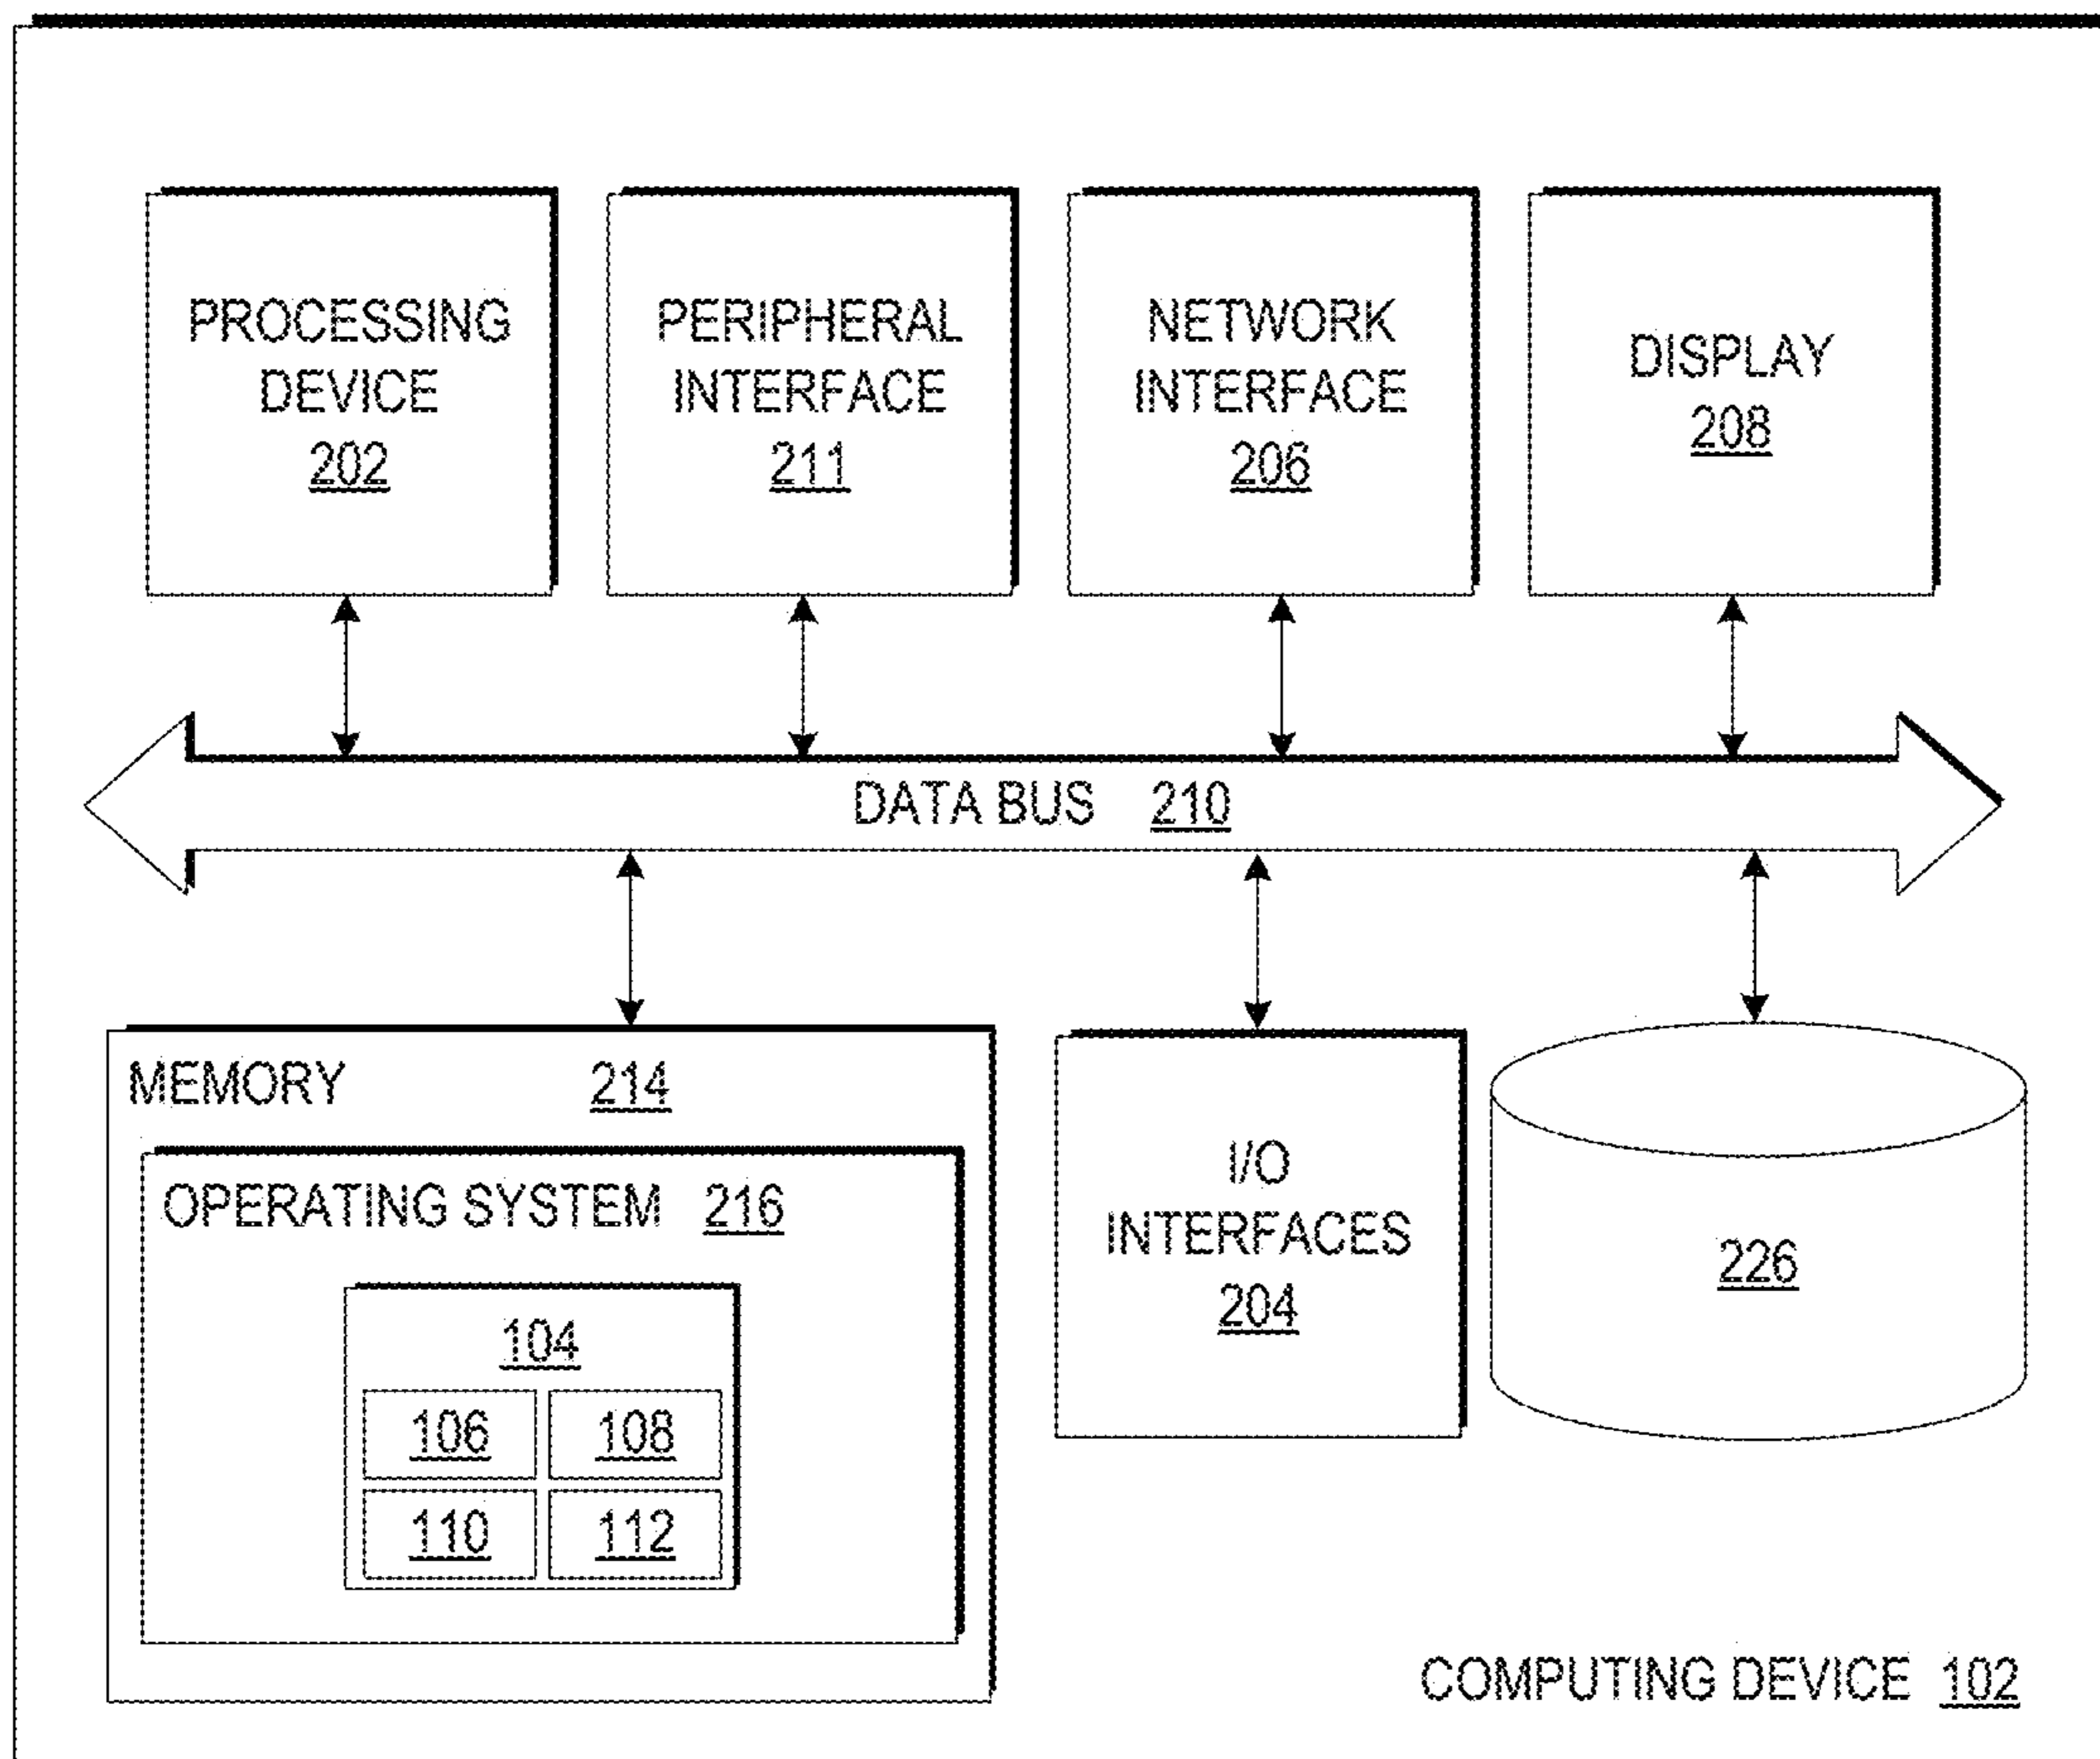 PROCESSING
DEVICE
202
PERIPHERAL
INTERFACE
211
NETWORK
INTERFACE
206
DISPLAY
208
DATA BUS 210
MEMORY 214
OPERATING SYSTEM 216
104
106 108
110 112
I/O
INTERFACES
204
226
COMPUTING DEVICE 102